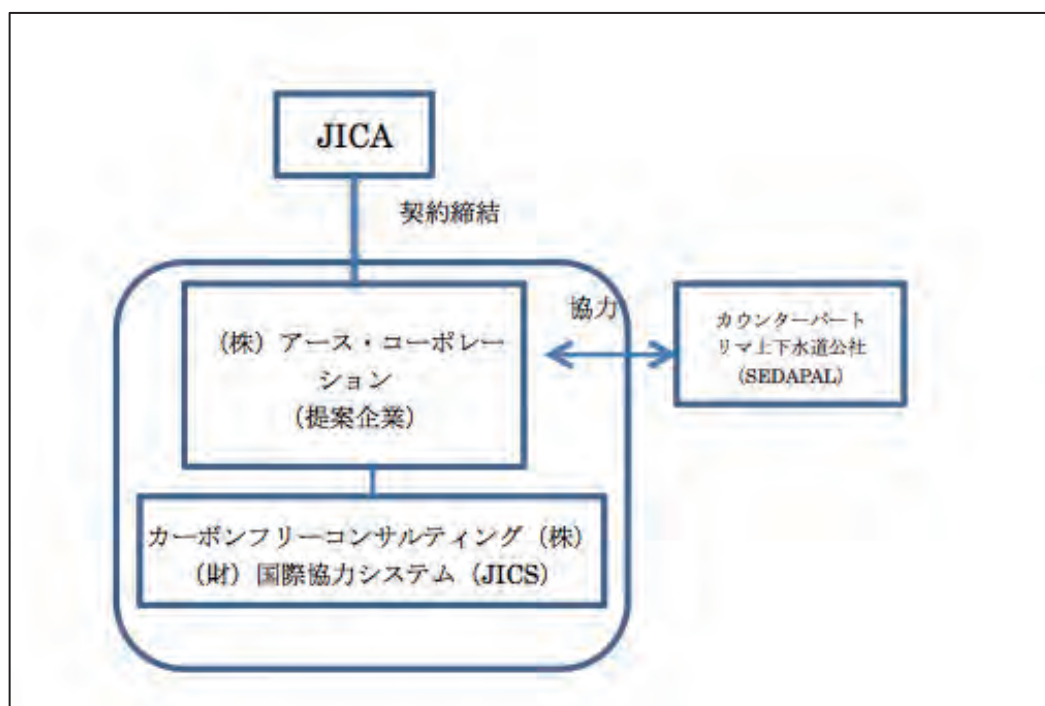 JICA
契約締結
(株)アース・コーポレー
ション
(提案企業)
協力
カウンターパート
リマ上下水道公社
(SEDAPAL)
カーボンフリーコンサルティング(株)
(財)国際協力システム(JICS)